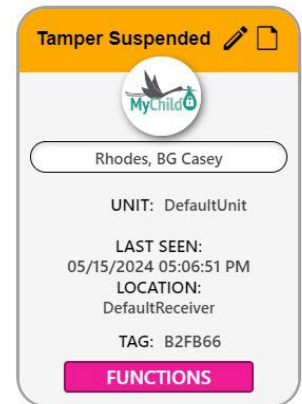 Tamper Suspended
MyChild
Rhodes, BG Casey
UNIT: DefaultUnit
LAST SEEN:
05/15/2024 05:06:51 PM
LOCATION:
DefaultReceiver
TAG: B2FB66
FUNCTIONS